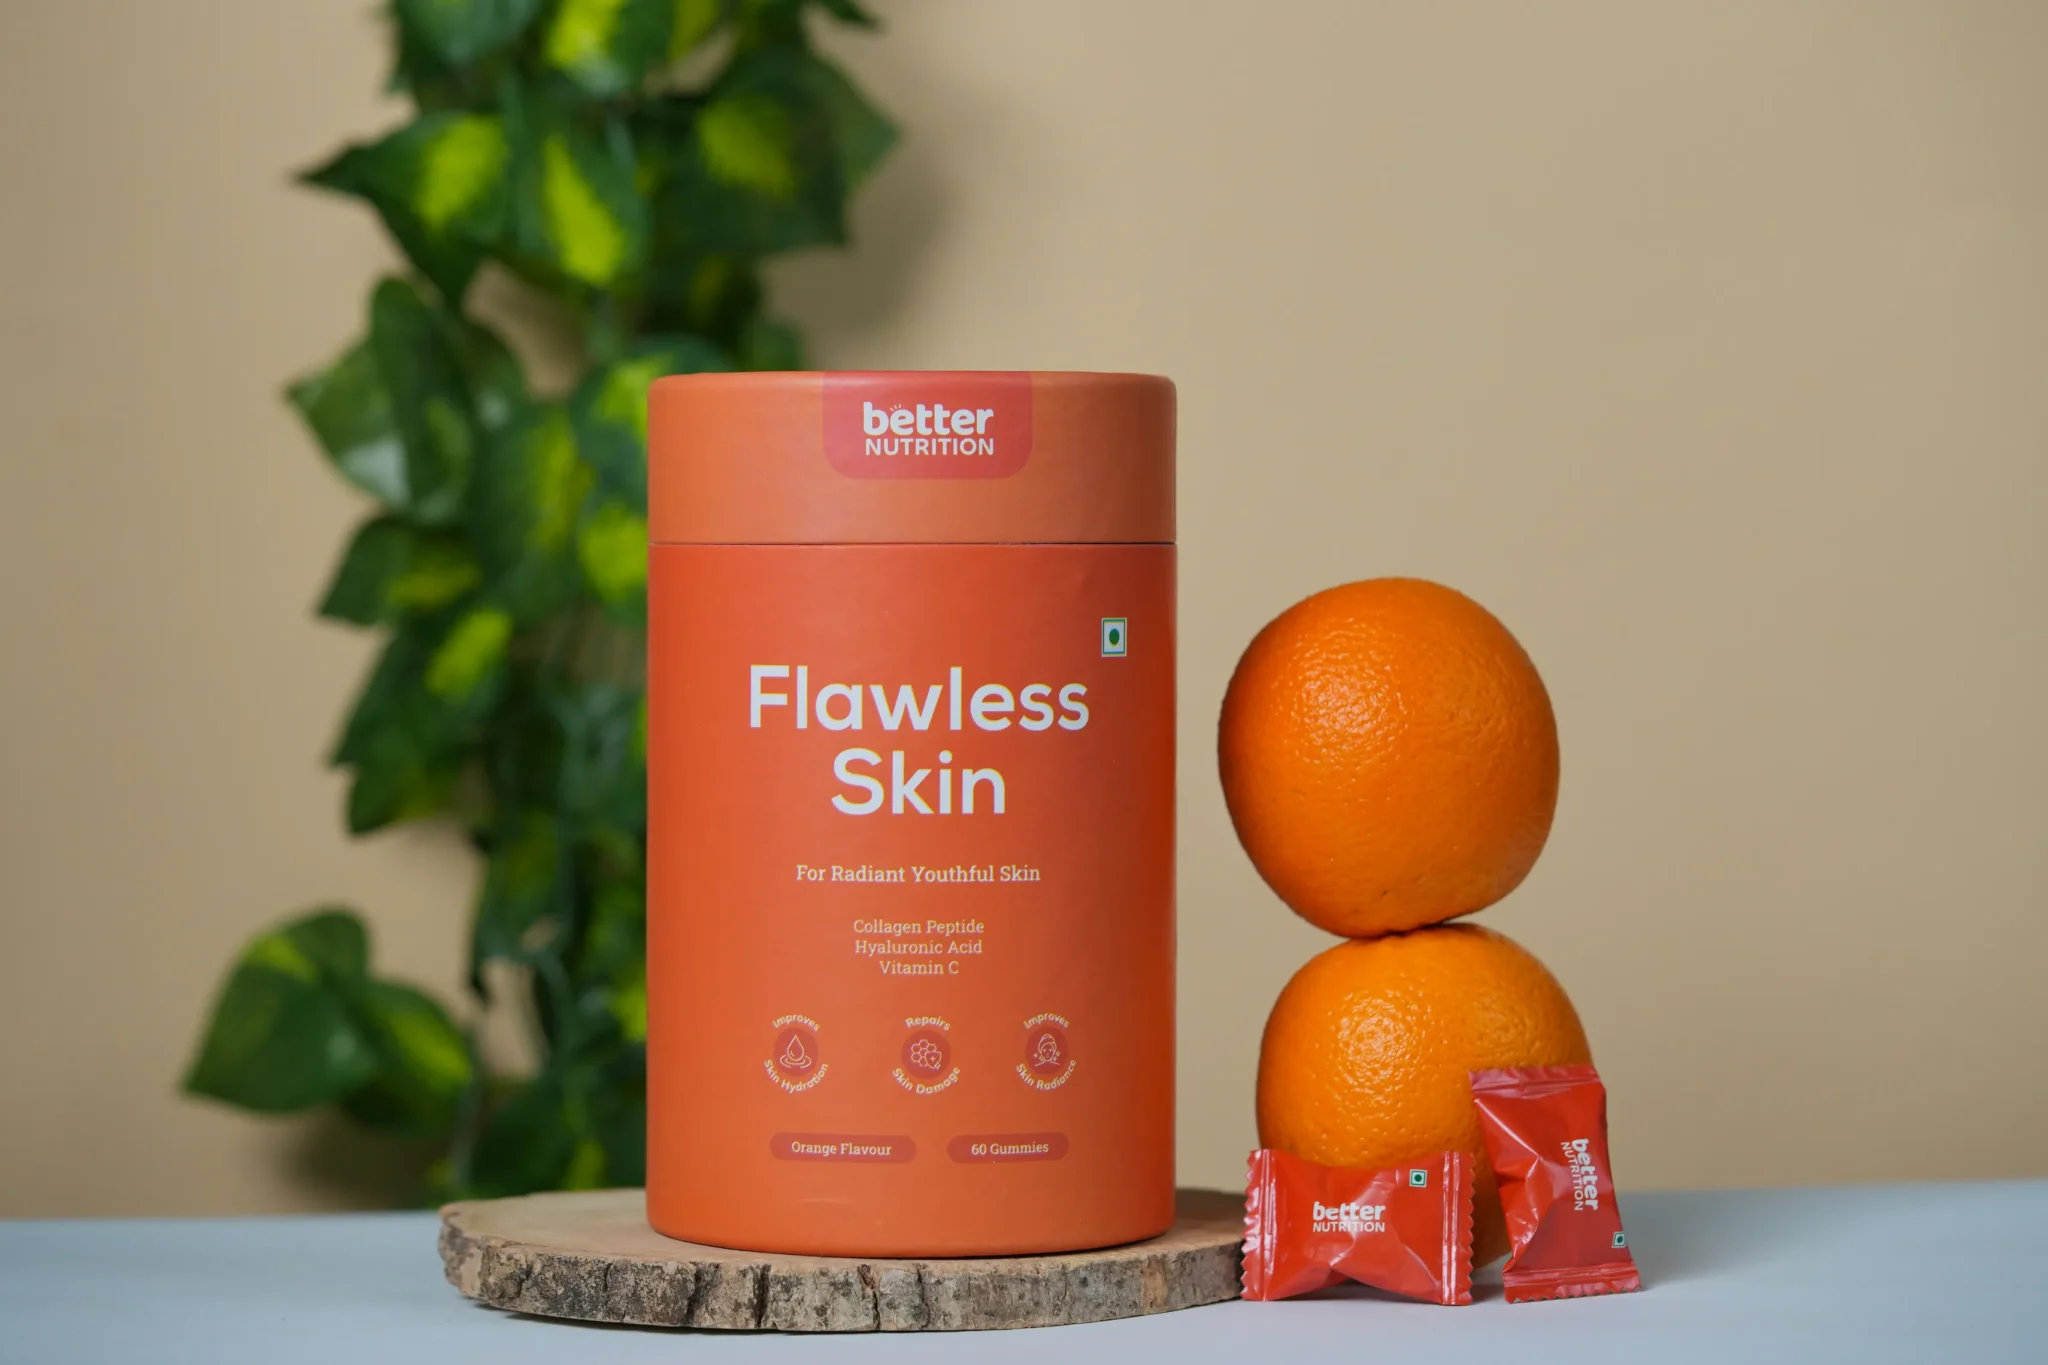 better
NUTRITION
Flawless
Skin
For Radiant Youthful Skin
Collagen Peptide
Hyaluronic Acid
Vitamin C
Improves
Skin Hydration
Repairs
Skin Damage
Improves
Skin Radiance
Orange Flavour
60 Gummies
better
NUTRITION
better
NUTRITION